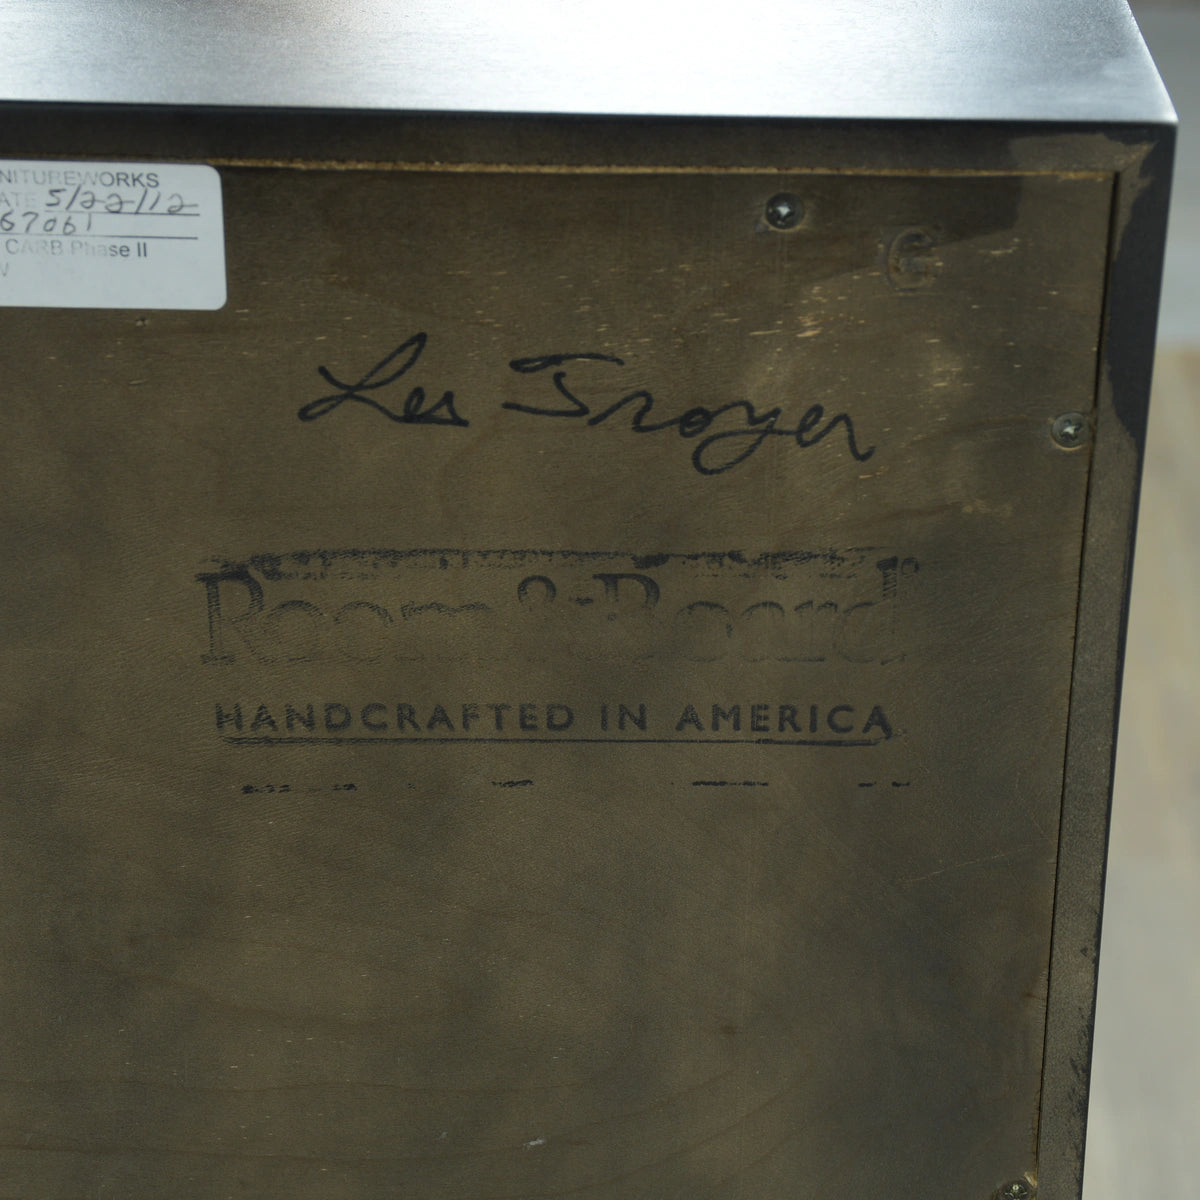 NITUREWORKS
ATE 5/22/12
67061
CARB Phase II
W
Les Troyer
Room & Board®
HANDCRAFTED IN AMERICA